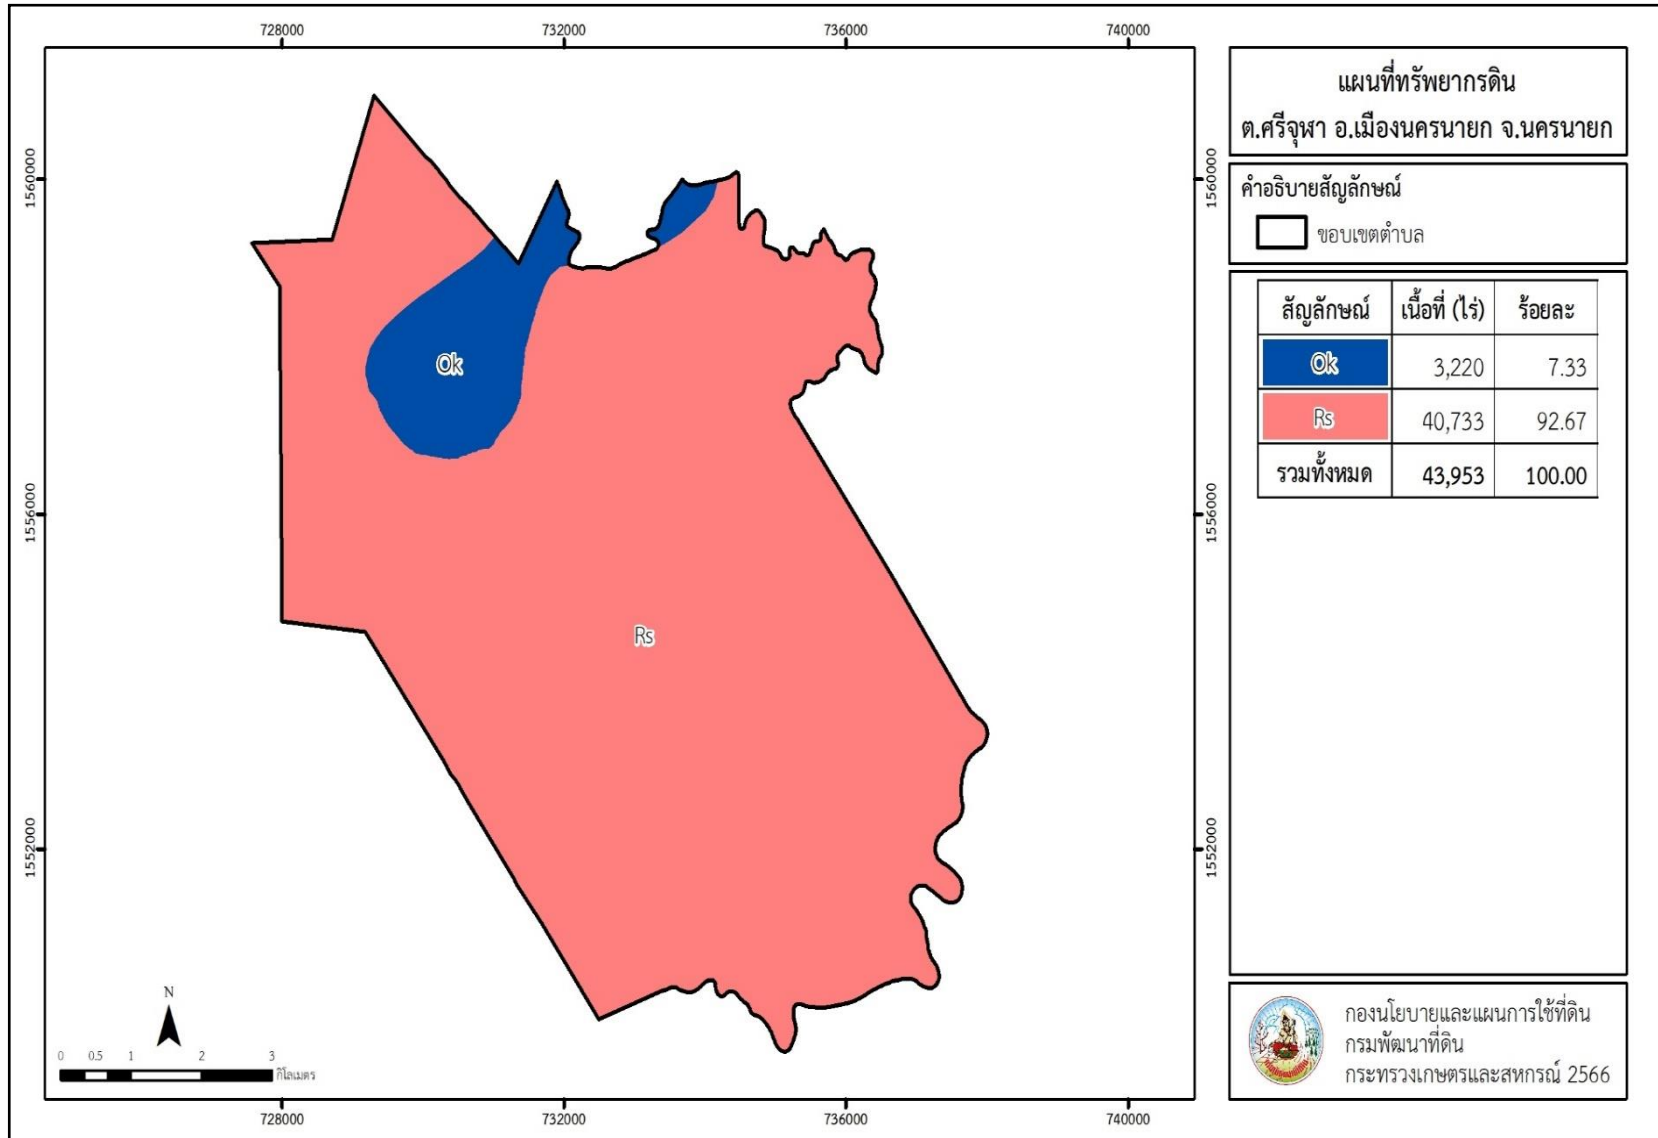 728000 732000 736000 740000
แผนที่ทรัพยากรดิน
ต.ศรีจุฬา อ.เมืองนครนายก จ.นครนายก
คำอธิบายสัญลักษณ์
ขอบเขตตำบล
สัญลักษณ์ เนื้อที่ (ไร่) ร้อยละ
Ok 3,220 7.33
Rs 40,733 92.67
รวมทั้งหมด 43,953 100.00
1560000 1560000
Ok
1556000 1556000
Rs
1552000 1552000
N
0 0.5 1 2 3
กิโลเมตร
728000 732000 736000 740000
กองนโยบายและแผนการใช้ที่ดิน
กรมพัฒนาที่ดิน
กระทรวงเกษตรและสหกรณ์ 2566